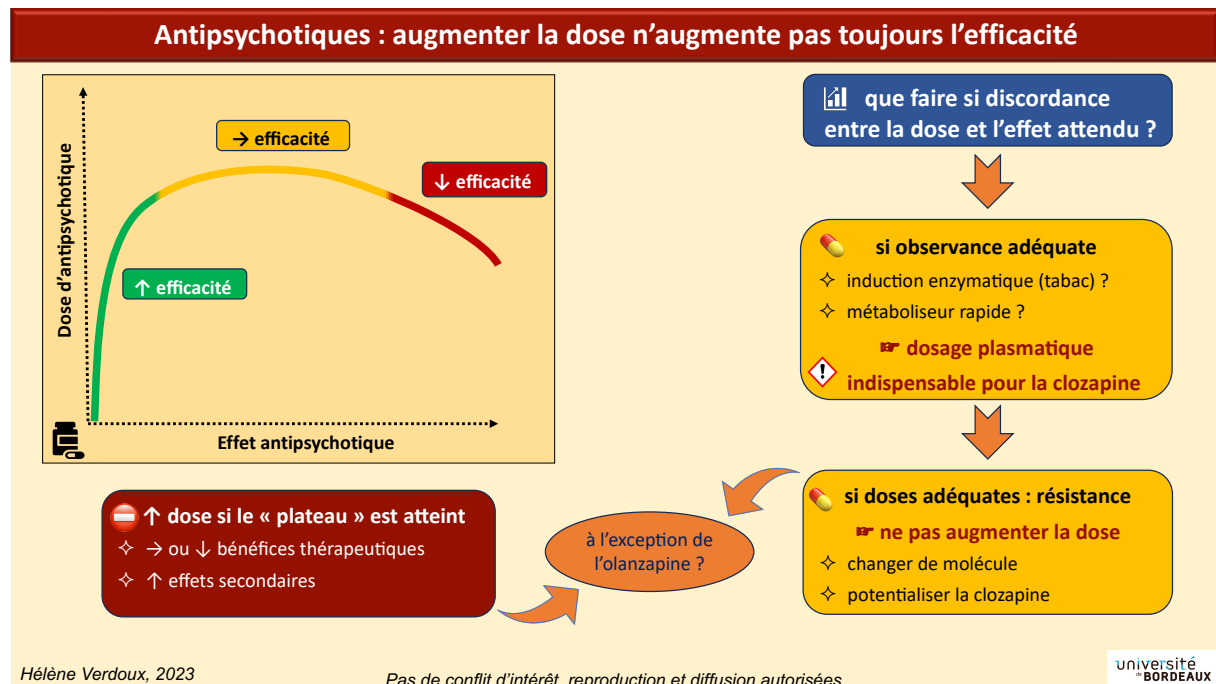 Antipsychotiques : augmenter la dose n’augmente pas toujours l’efficacité
Dose d’antipsychotique
→ efficacité
↓ efficacité
↑ efficacité
Effet antipsychotique
que faire si discordance
entre la dose et l’effet attendu ?
si observance adéquate
✧ induction enzymatique (tabac) ?
✧ métaboliseur rapide ?
☛ dosage plasmatique
! indispensable pour la clozapine
↑ dose si le « plateau » est atteint
✧ → ou ↓ bénéfices thérapeutiques
✧ ↑ effets secondaires
à l’exception de
l’olanzapine ?
si doses adéquates : résistance
☛ ne pas augmenter la dose
✧ changer de molécule
✧ potentialiser la clozapine
Hélène Verdoux, 2023
Pas de conflit d’intérêt, reproduction et diffusion autorisées
université
de BORDEAUX